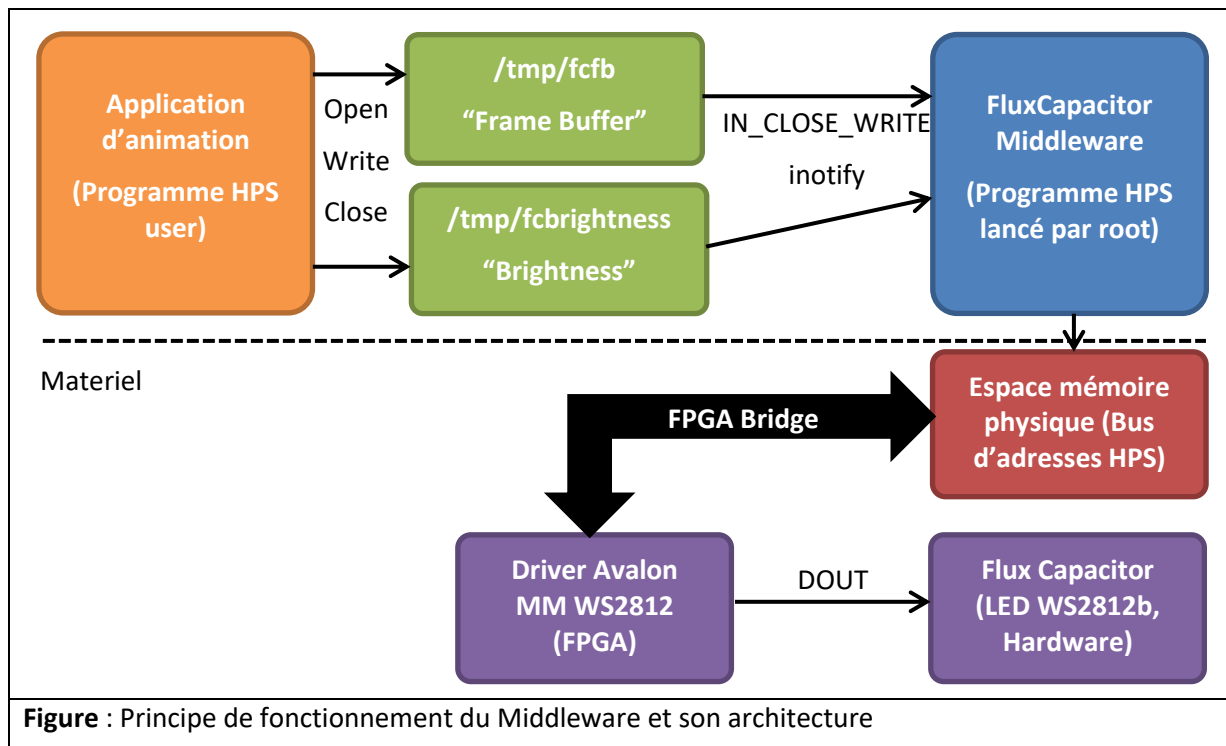 Application
d’animation
(Programme HPS
user)
Open
Write
Close
/tmp/fcfb
“Frame Buffer”
/tmp/fcbrightness
“Brightness”
IN_CLOSE_WRITE
inotify
FluxCapacitor
Middleware
(Programme HPS
lancé par root)
Materiel
FPGA Bridge
Espace mémoire
physique (Bus
d’adresses HPS)
Driver Avalon
MM WS2812
(FPGA)
DOUT
Flux Capacitor
(LED WS2812b,
Hardware)
Figure : Principe de fonctionnement du Middleware et son architecture